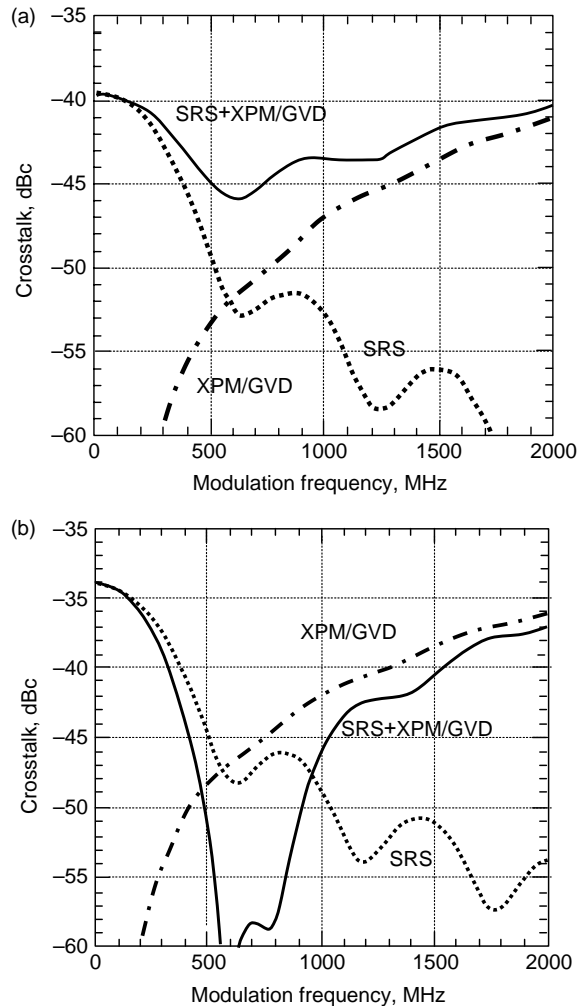 (a)
–40
–45
–50
–55
–60
0
500
1000
1500
2000
Crosstalk, dBc
Modulation frequency, MHz
SRS+XPM/GVD
SRS
XPM/GVD
(b)
–35
–35
–40
–45
–50
–55
–60
0
500
1000
1500
2000
Crosstalk, dBc
Modulation frequency, MHz
XPM/GVD
SRS+XPM/GVD
SRS